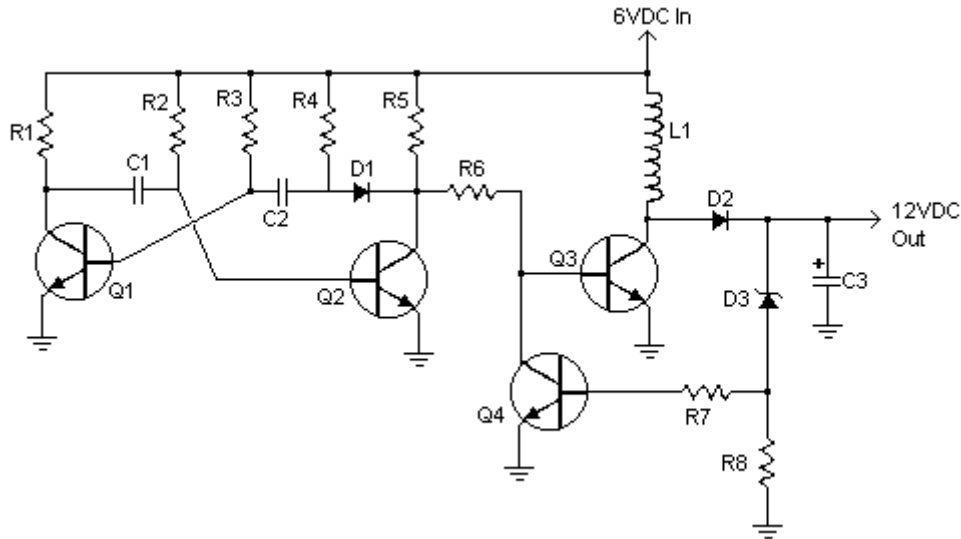 6VDC In
R1
R2
R3
R4
R5
L1
C1
D1
R6
C2
D2
12VDC
Out
Q1
Q2
Q3
D3
+
C3
Q4
R7
R8